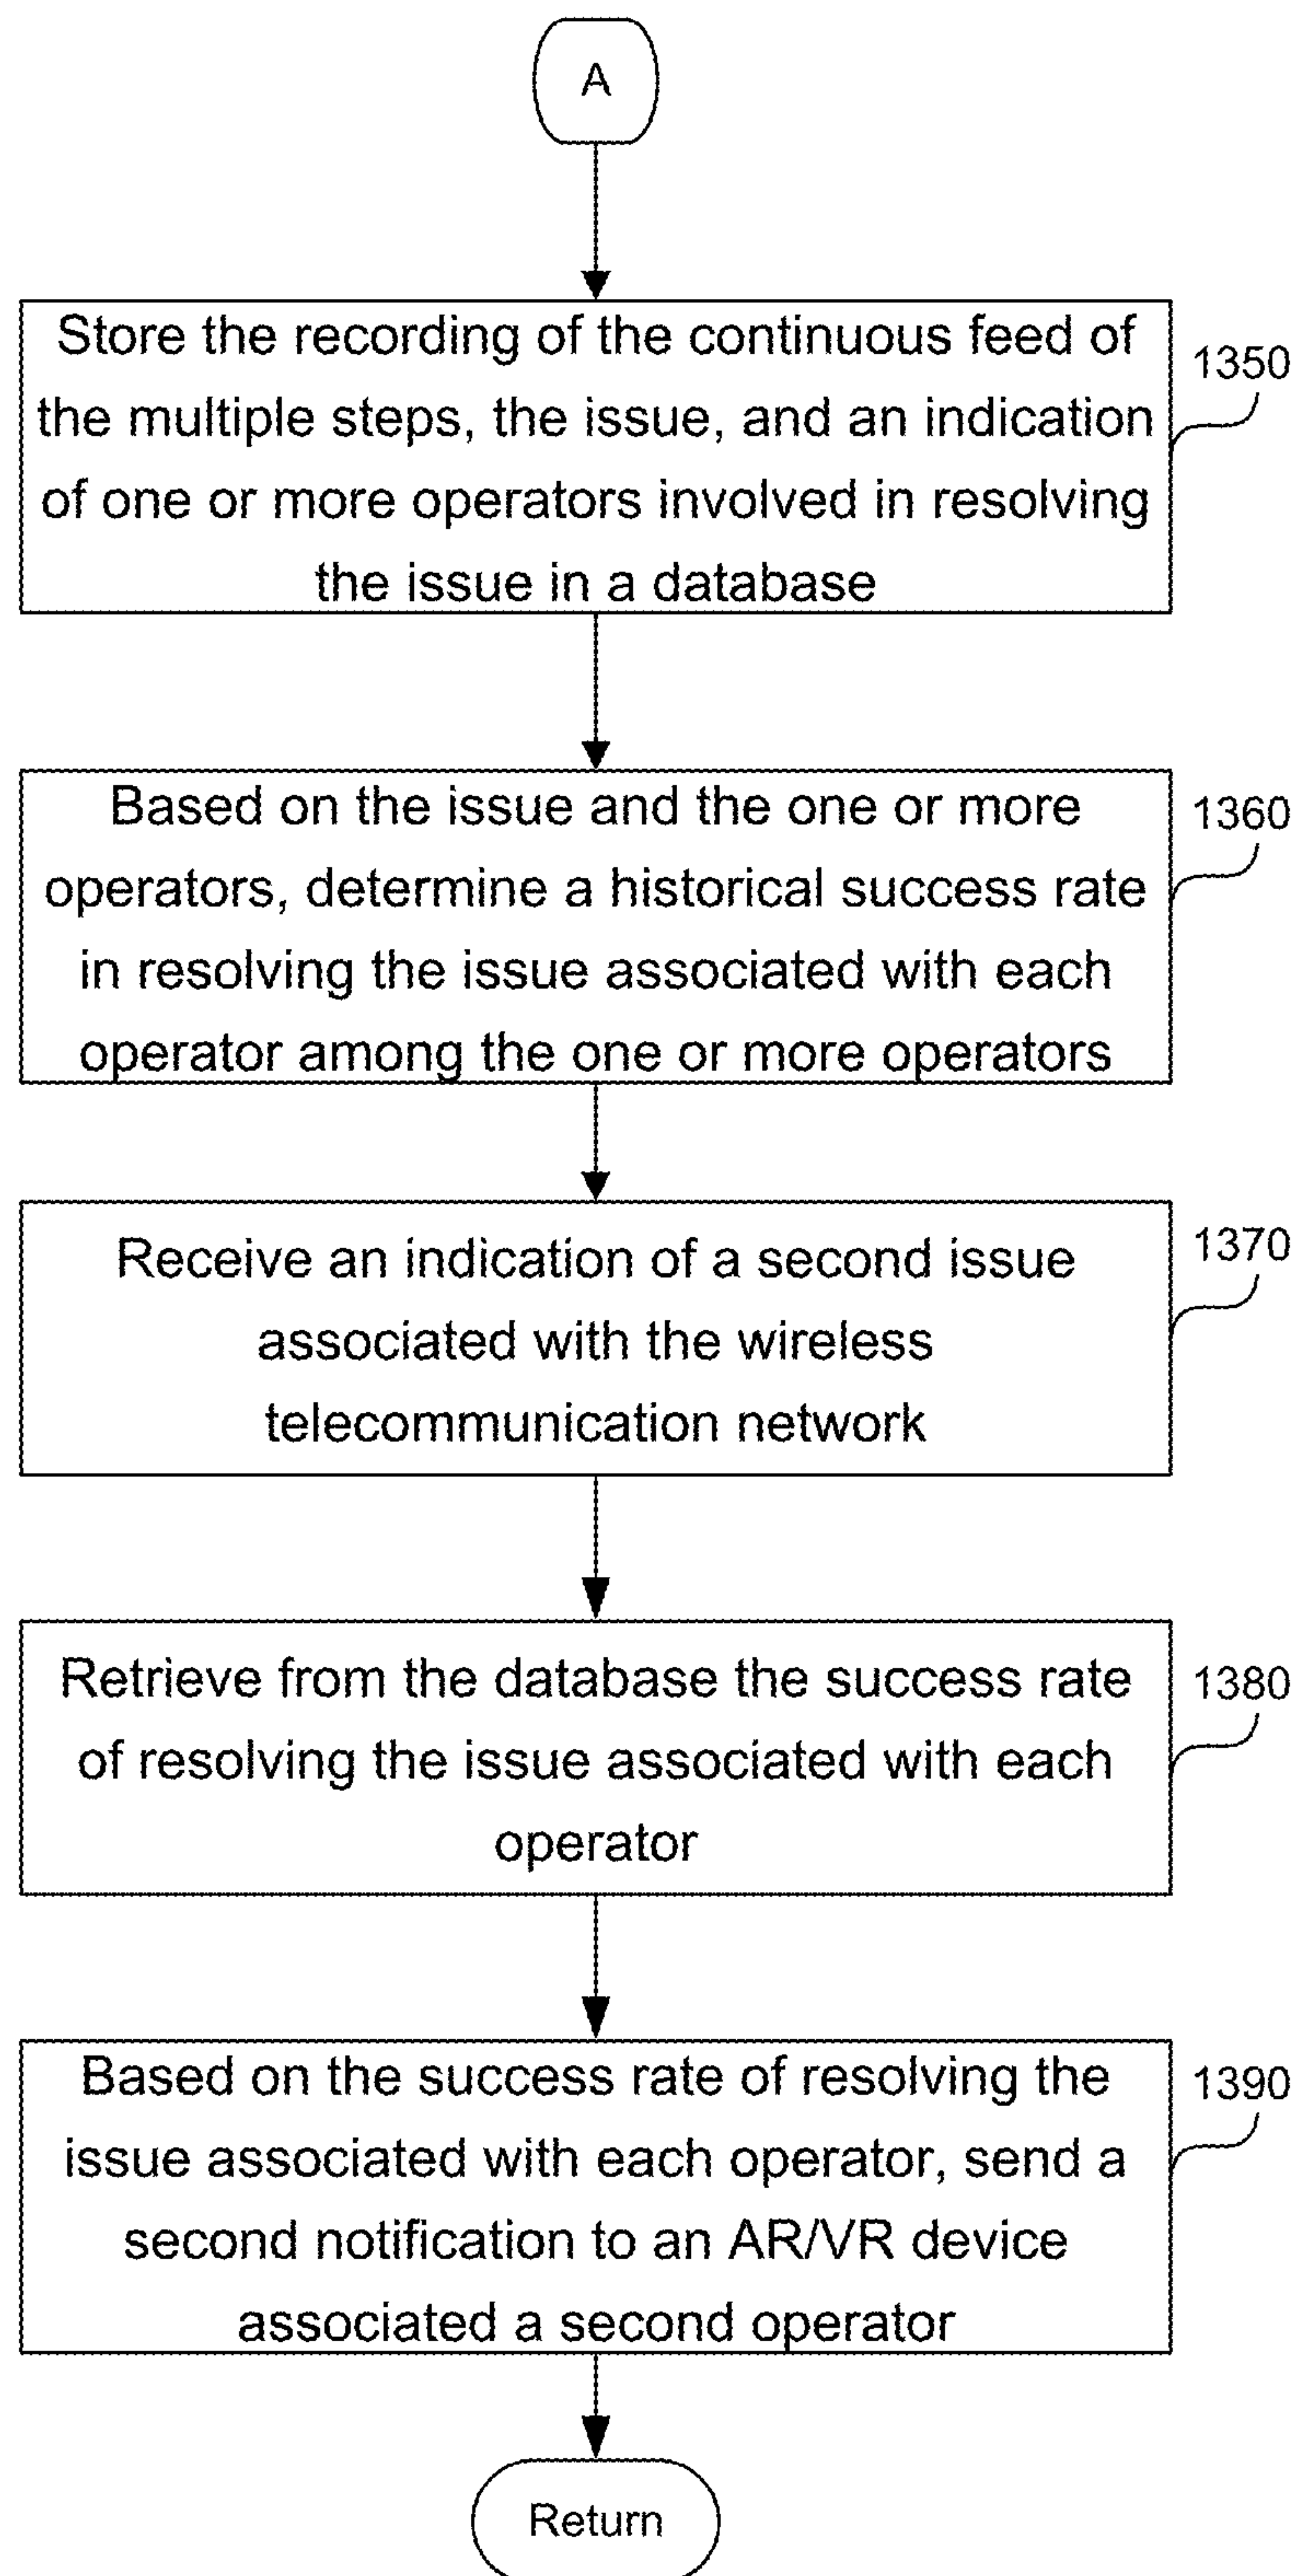 A
Store the recording of the continuous feed of
the multiple steps, the issue, and an indication
of one or more operators involved in resolving
the issue in a database
1350
Based on the issue and the one or more
operators, determine a historical success rate
in resolving the issue associated with each
operator among the one or more operators
1360
Receive an indication of a second issue
associated with the wireless
telecommunication network
1370
Retrieve from the database the success rate
of resolving the issue associated with each
operator
1380
Based on the success rate of resolving the
issue associated with each operator, send a
second notification to an AR/VR device
associated a second operator
1390
Return